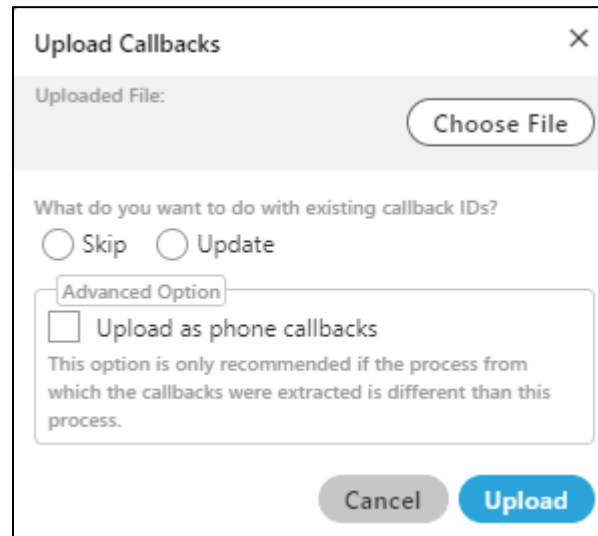 Upload Callbacks
Uploaded File:
Choose File
What do you want to do with existing callback IDs?
Skip Update
Advanced Option
Upload as phone callbacks
This option is only recommended if the process from
which the callbacks were extracted is different than this
process.
Cancel Upload